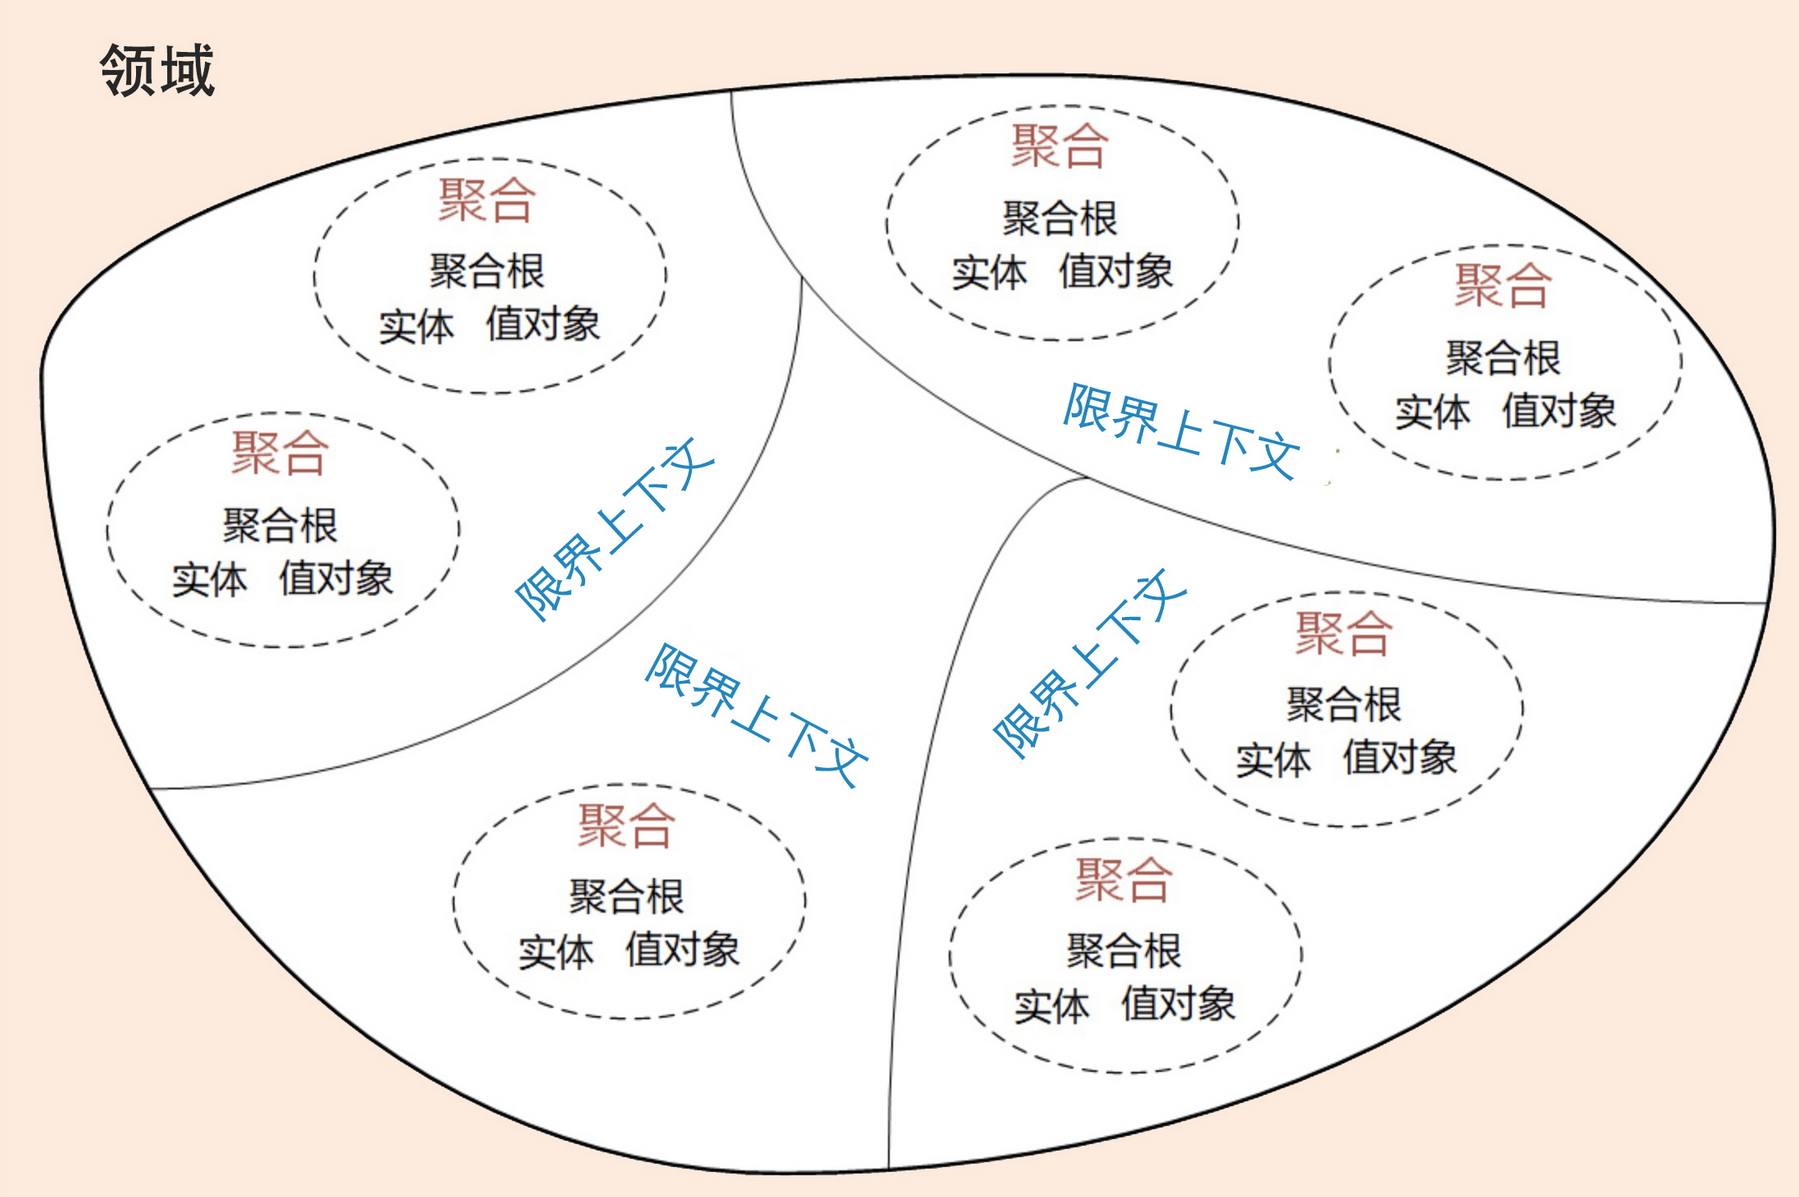 领域
聚合
聚合根
实体 值对象
聚合
聚合根
实体 值对象
限界上下文
聚合
聚合根
实体 值对象
聚合
聚合根
实体 值对象
限界上下文
限界上下文
聚合
聚合根
实体 值对象
限界上下文
聚合
聚合根
实体 值对象
聚合
聚合根
实体 值对象